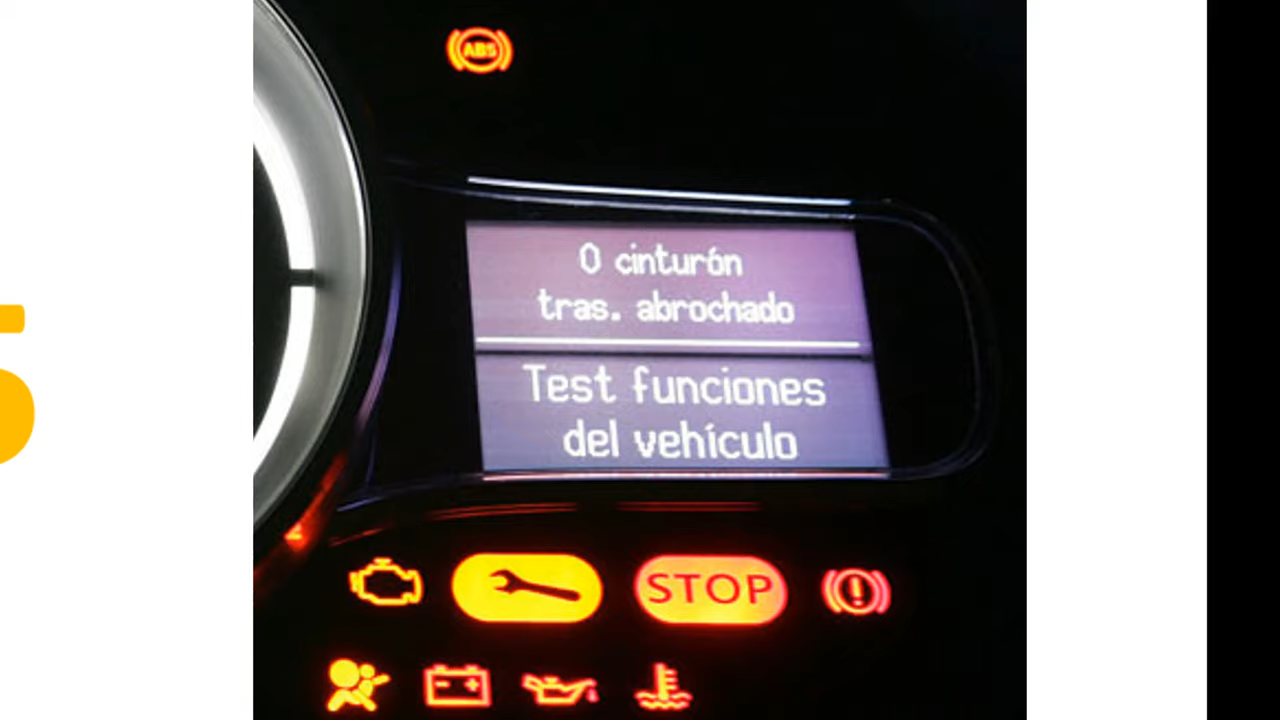 ABS
0 cinturón
tras. abrochado
Test funciones
del vehículo
STOP